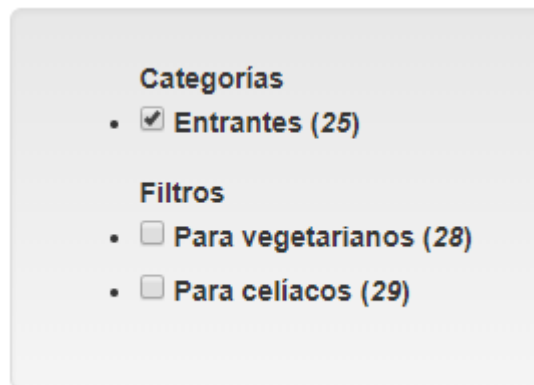 Categorías
Entrantes (25)
Filtros
Para vegetarianos (28)
Para celíacos (29)